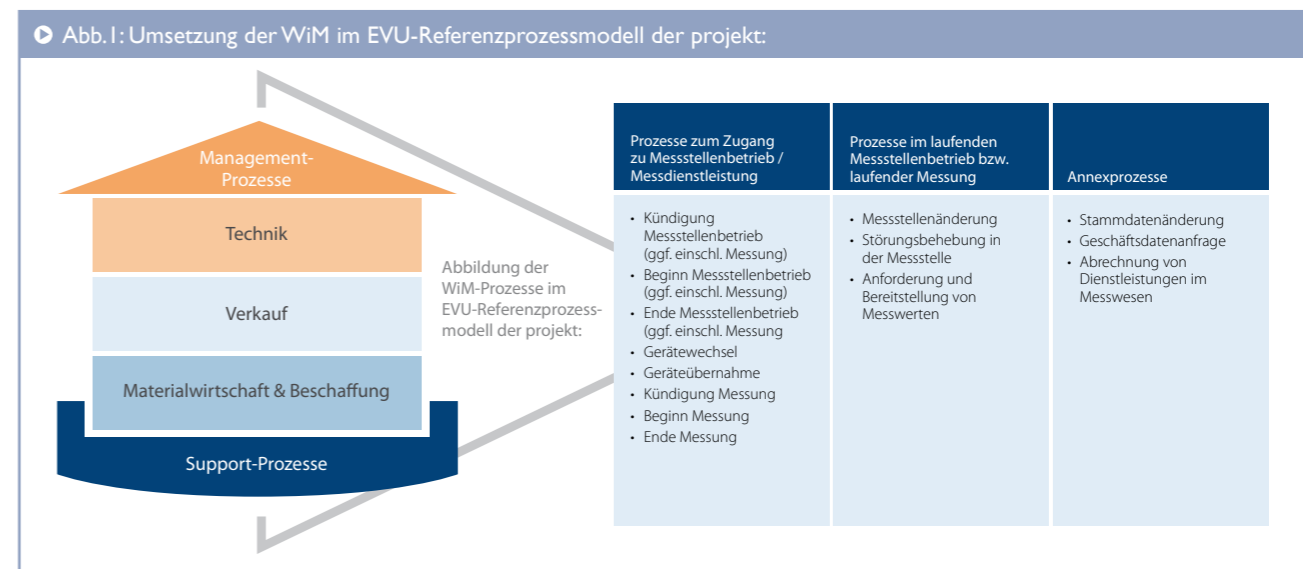 Abb.1: Umsetzung der WiM im EVU-Referenzprozessmodell der projekt:
Management-
Prozesse
Technik
Verkauf
Materialwirtschaft & Beschaffung
Support-Prozesse
Abbildung der
WiM-Prozesse im
EVU-Referenzprozess-
modell der projekt:
Prozesse zum Zugang
zu Messstellenbetrieb /
Messdienstleistung
• Kündigung
Messstellenbetrieb
(ggf. einschl. Messung)
• Beginn Messstellenbetrieb
(ggf. einschl. Messung)
• Ende Messstellenbetrieb
(ggf. einschl. Messung
• Gerätewechsel
• Geräteübernahme
• Kündigung Messung
• Beginn Messung
• Ende Messung
Prozesse im laufenden
Messstellenbetrieb bzw.
laufender Messung
• Messstellenänderung
• Störungsbehebung in
der Messstelle
• Anforderung und
Bereitstellung von
Messwerten
Annexprozesse
• Stammdatenänderung
• Geschäftsdatenanfrage
• Abrechnung von
Dienstleistungen im
Messwesen